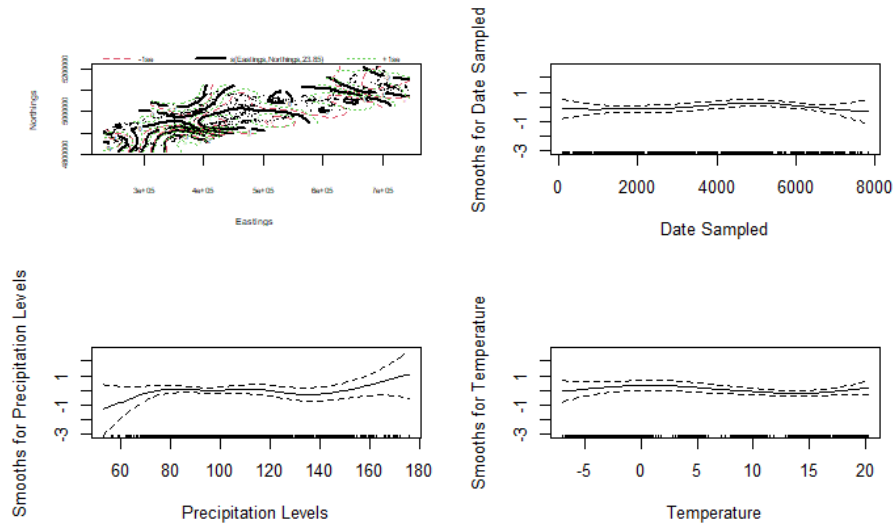 -1se s(Eastings,Northings,23.85) +1se
Northings
4800000 5000000 5200000
3e+05 4e+05 5e+05 6e+05 7e+05
Eastings
Smooths for Date Sampled
1
-1
-3
0 2000 4000 6000 8000
Date Sampled
Smooths for Precipitation Levels
1
-1
-3
60 80 100 120 140 160 180
Precipitation Levels
Smooths for Temperature
1
-1
-3
-5 0 5 10 15 20
Temperature